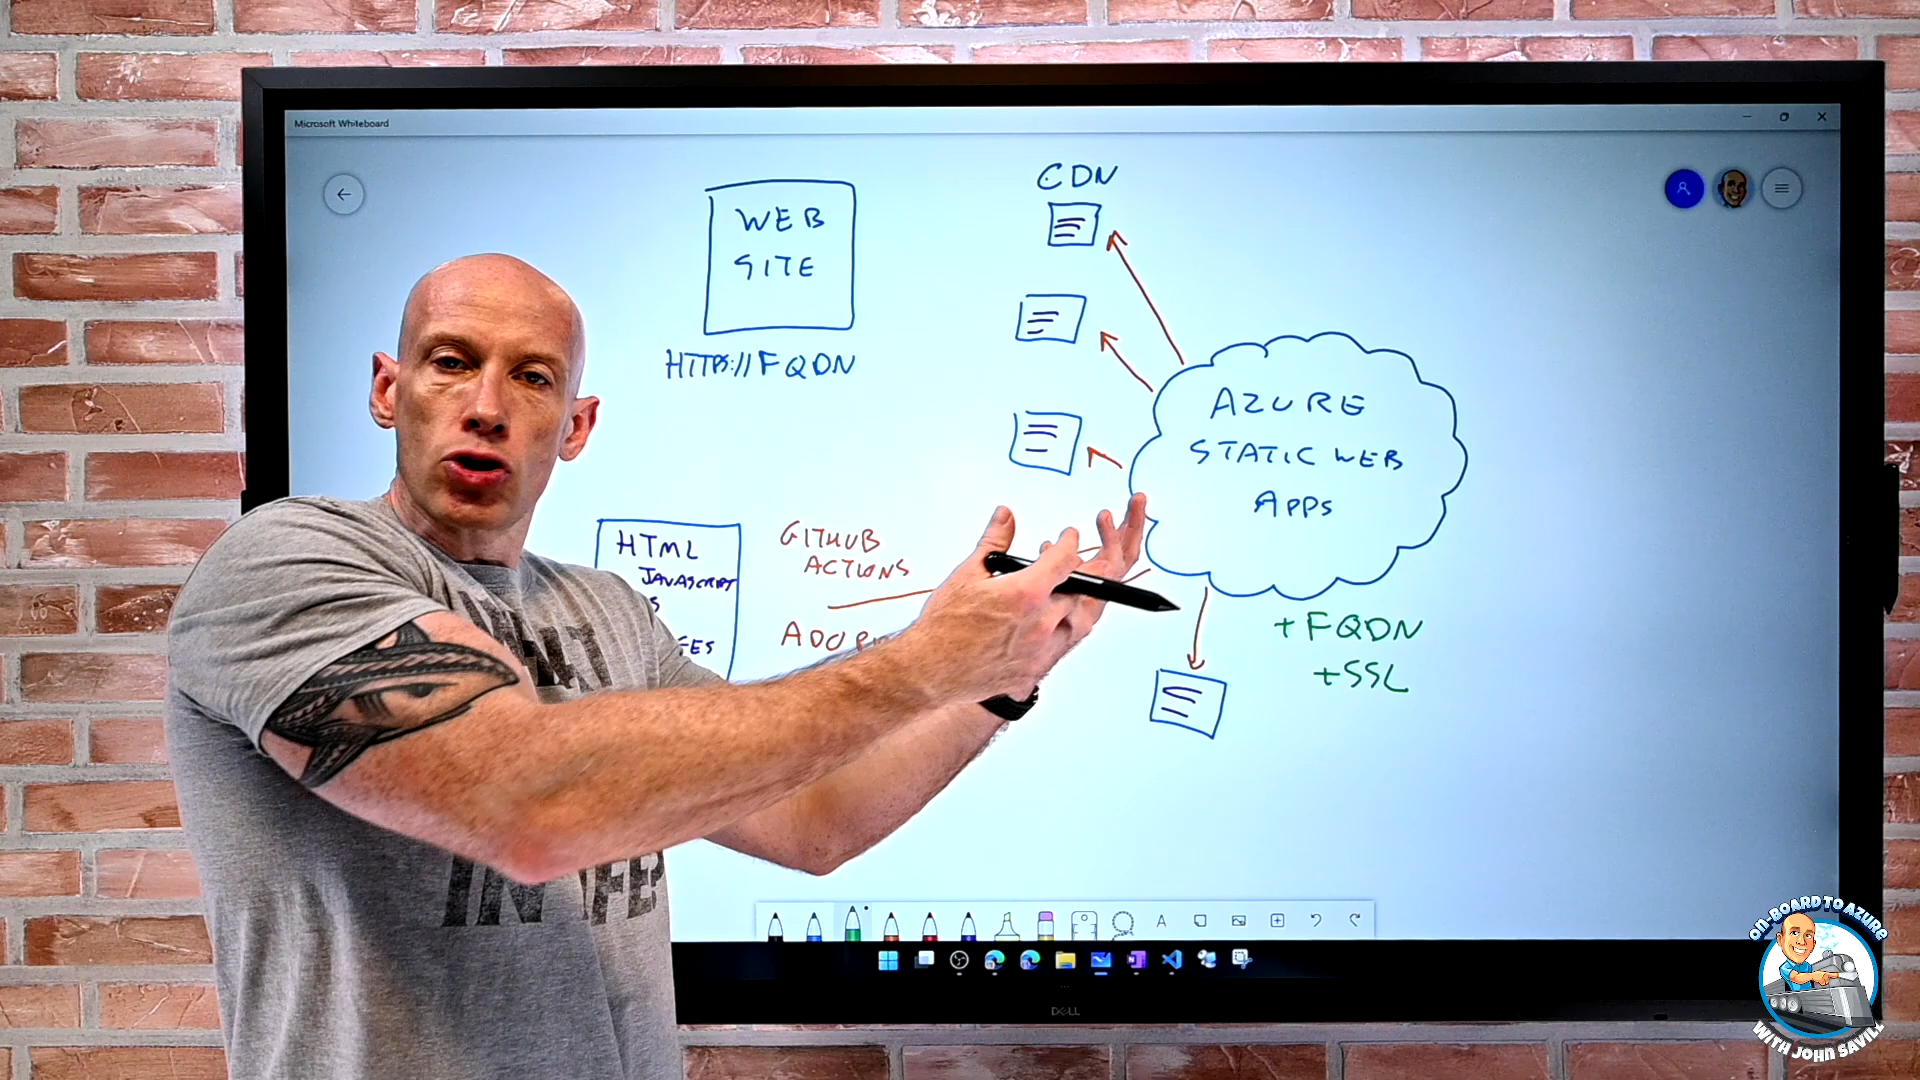 Microsoft Whiteboard
CDN
WEB
SITE
HTTPS://FQDN
AZURE
STATIC WEB
APPS
HTML
JAVASCRIPT
GITHUB
ACTIONS
+ FQDN
+SSL
DELL
ON-BOARD TO AZURE
WITH JOHN SAVILL